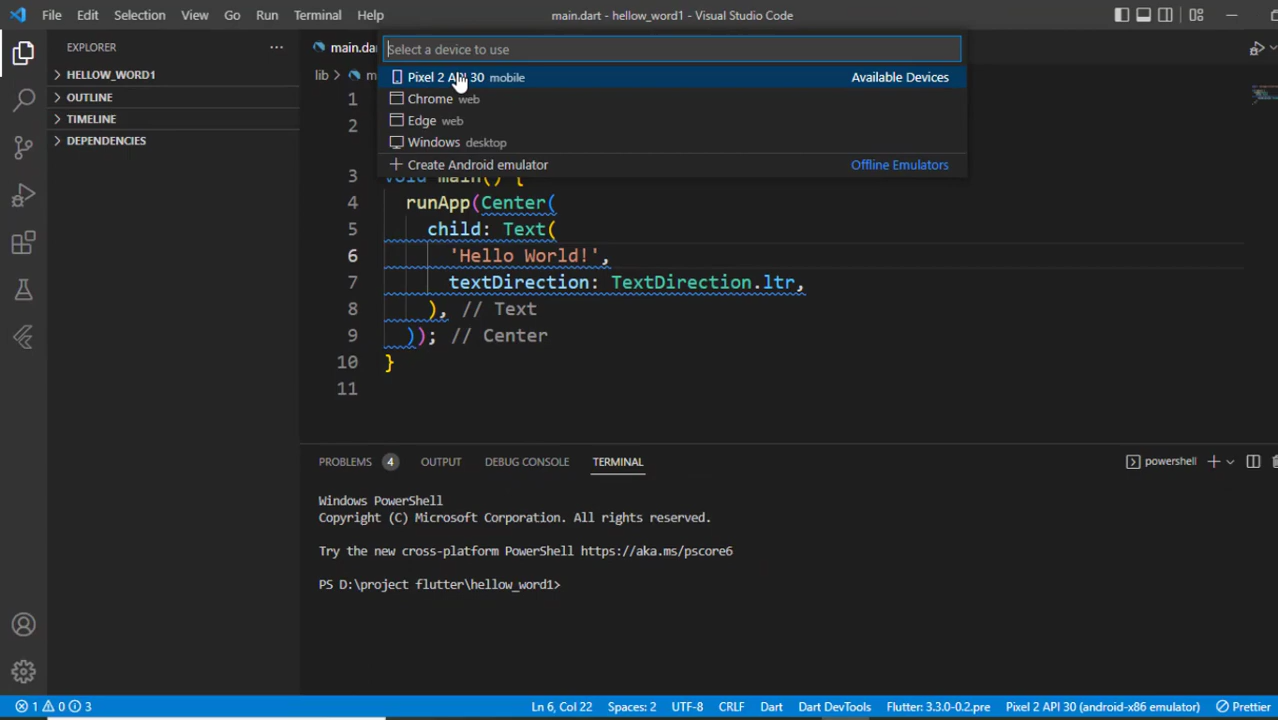 File Edit Selection View Go Run Terminal Help main.dart - hellow_word1 - Visual Studio Code
EXPLORER
HELLOW_WORD1
OUTLINE
TIMELINE
DEPENDENCIES
main.dar
lib
Select a device to use
Pixel 2 API 30 mobile Available Devices
Chrome web
Edge web
Windows desktop
Create Android emulator Offline Emulators
1
2
3 void main() {
4 runApp(Center(
5 child: Text(
6 'Hello World!',
7 textDirection: TextDirection.ltr,
8 ), // Text
9 )); // Center
10 }
11
PROBLEMS 4 OUTPUT DEBUG CONSOLE TERMINAL powershell
Windows PowerShell
Copyright (C) Microsoft Corporation. All rights reserved.
Try the new cross-platform PowerShell https://aka.ms/pscore6
PS D:\project flutter\hellow_word1>
1 0 3 Ln 6, Col 22 Spaces: 2 UTF-8 CRLF Dart Dart DevTools Flutter: 3.3.0-0.2.pre Pixel 2 API 30 (android-x86 emulator) Prettier